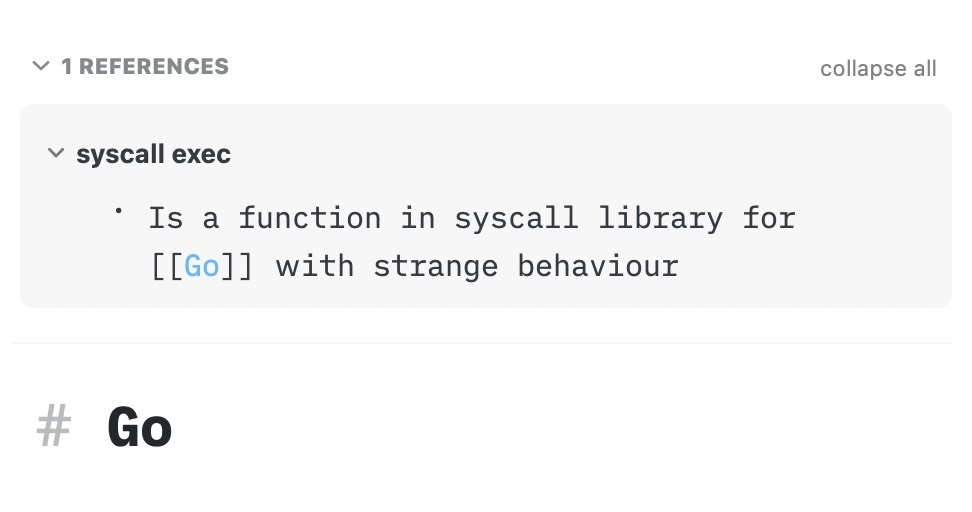 1 REFERENCES
collapse all
syscall exec
• Is a function in syscall library for
[[Go]] with strange behaviour
# Go